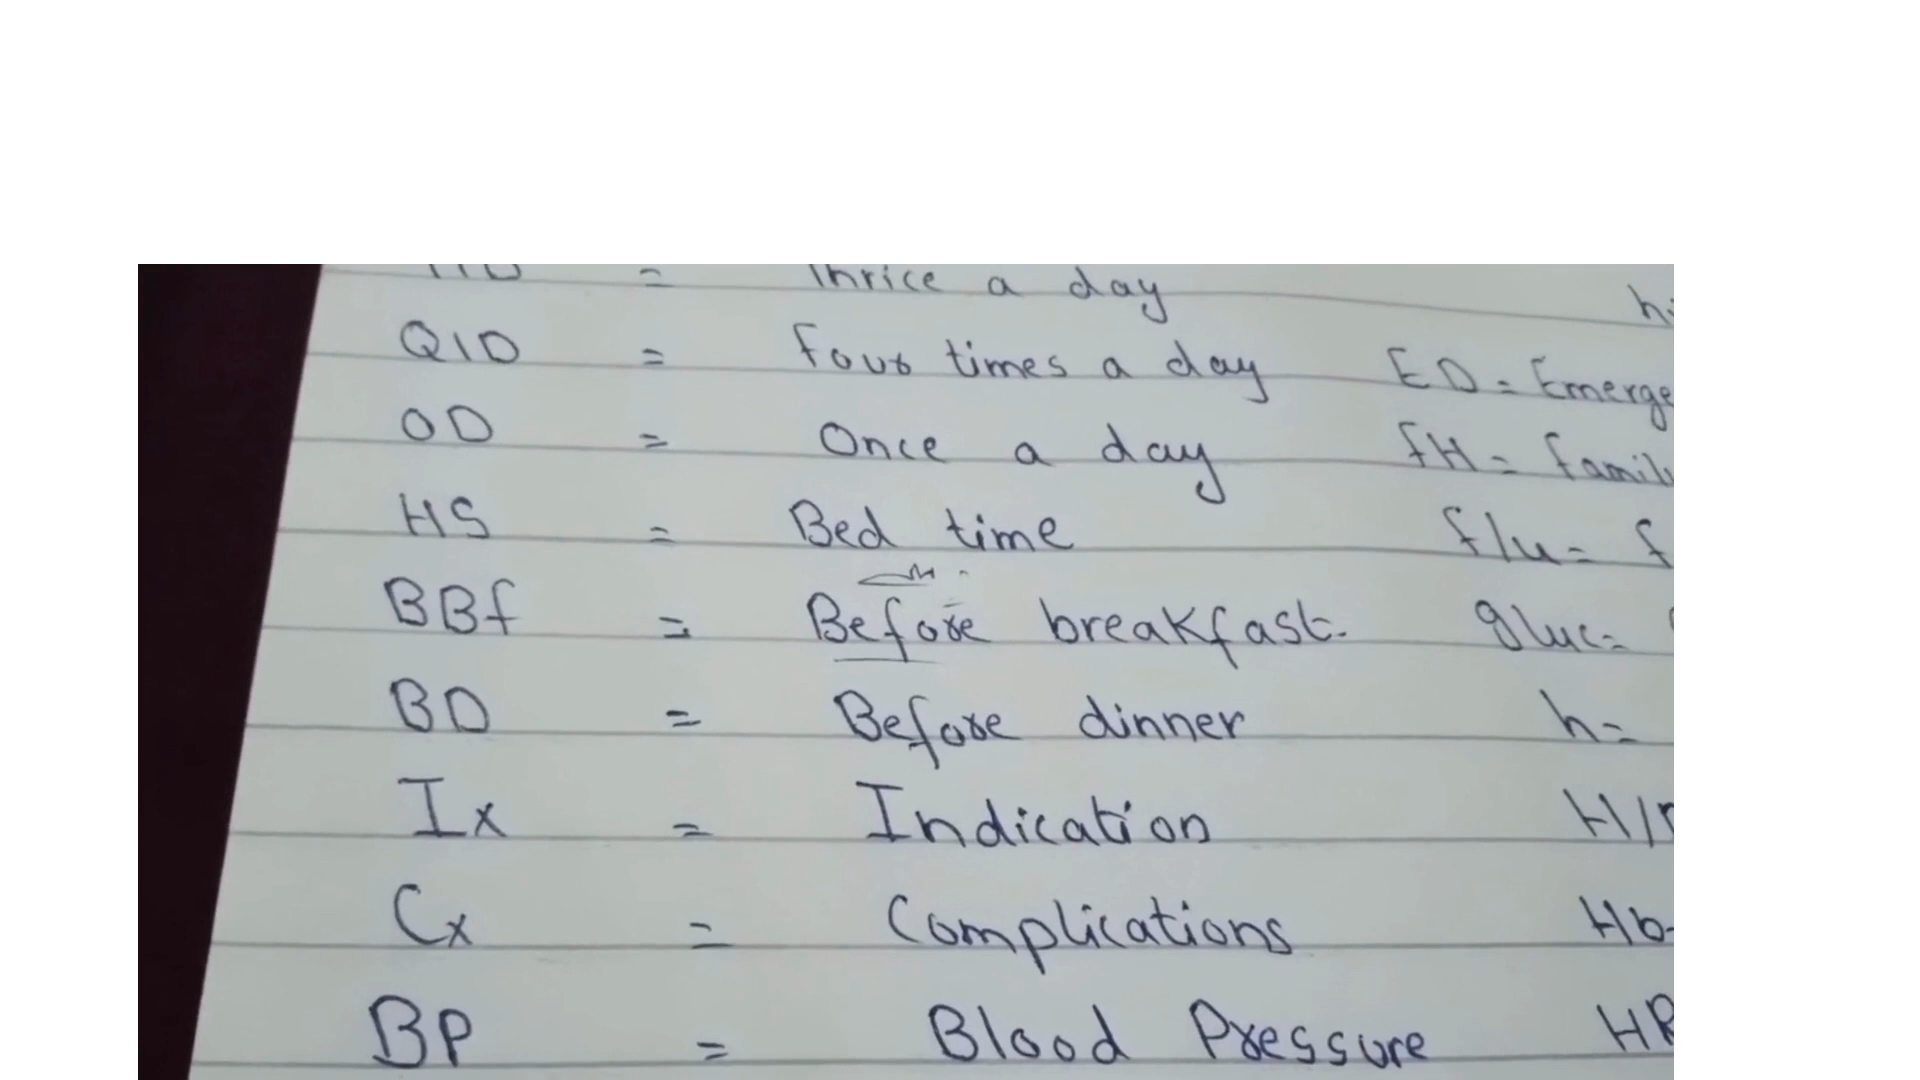 = Thrice a day
QID = Four times a day ED = Emerge
OD = Once a day FH = Famil
HS = Bed time f/u = f
BBf = Before breakfast. gluc =
BD = Before dinner h =
Ix = Indication H/
Cx = Complications Hb
BP = Blood Pressure HR